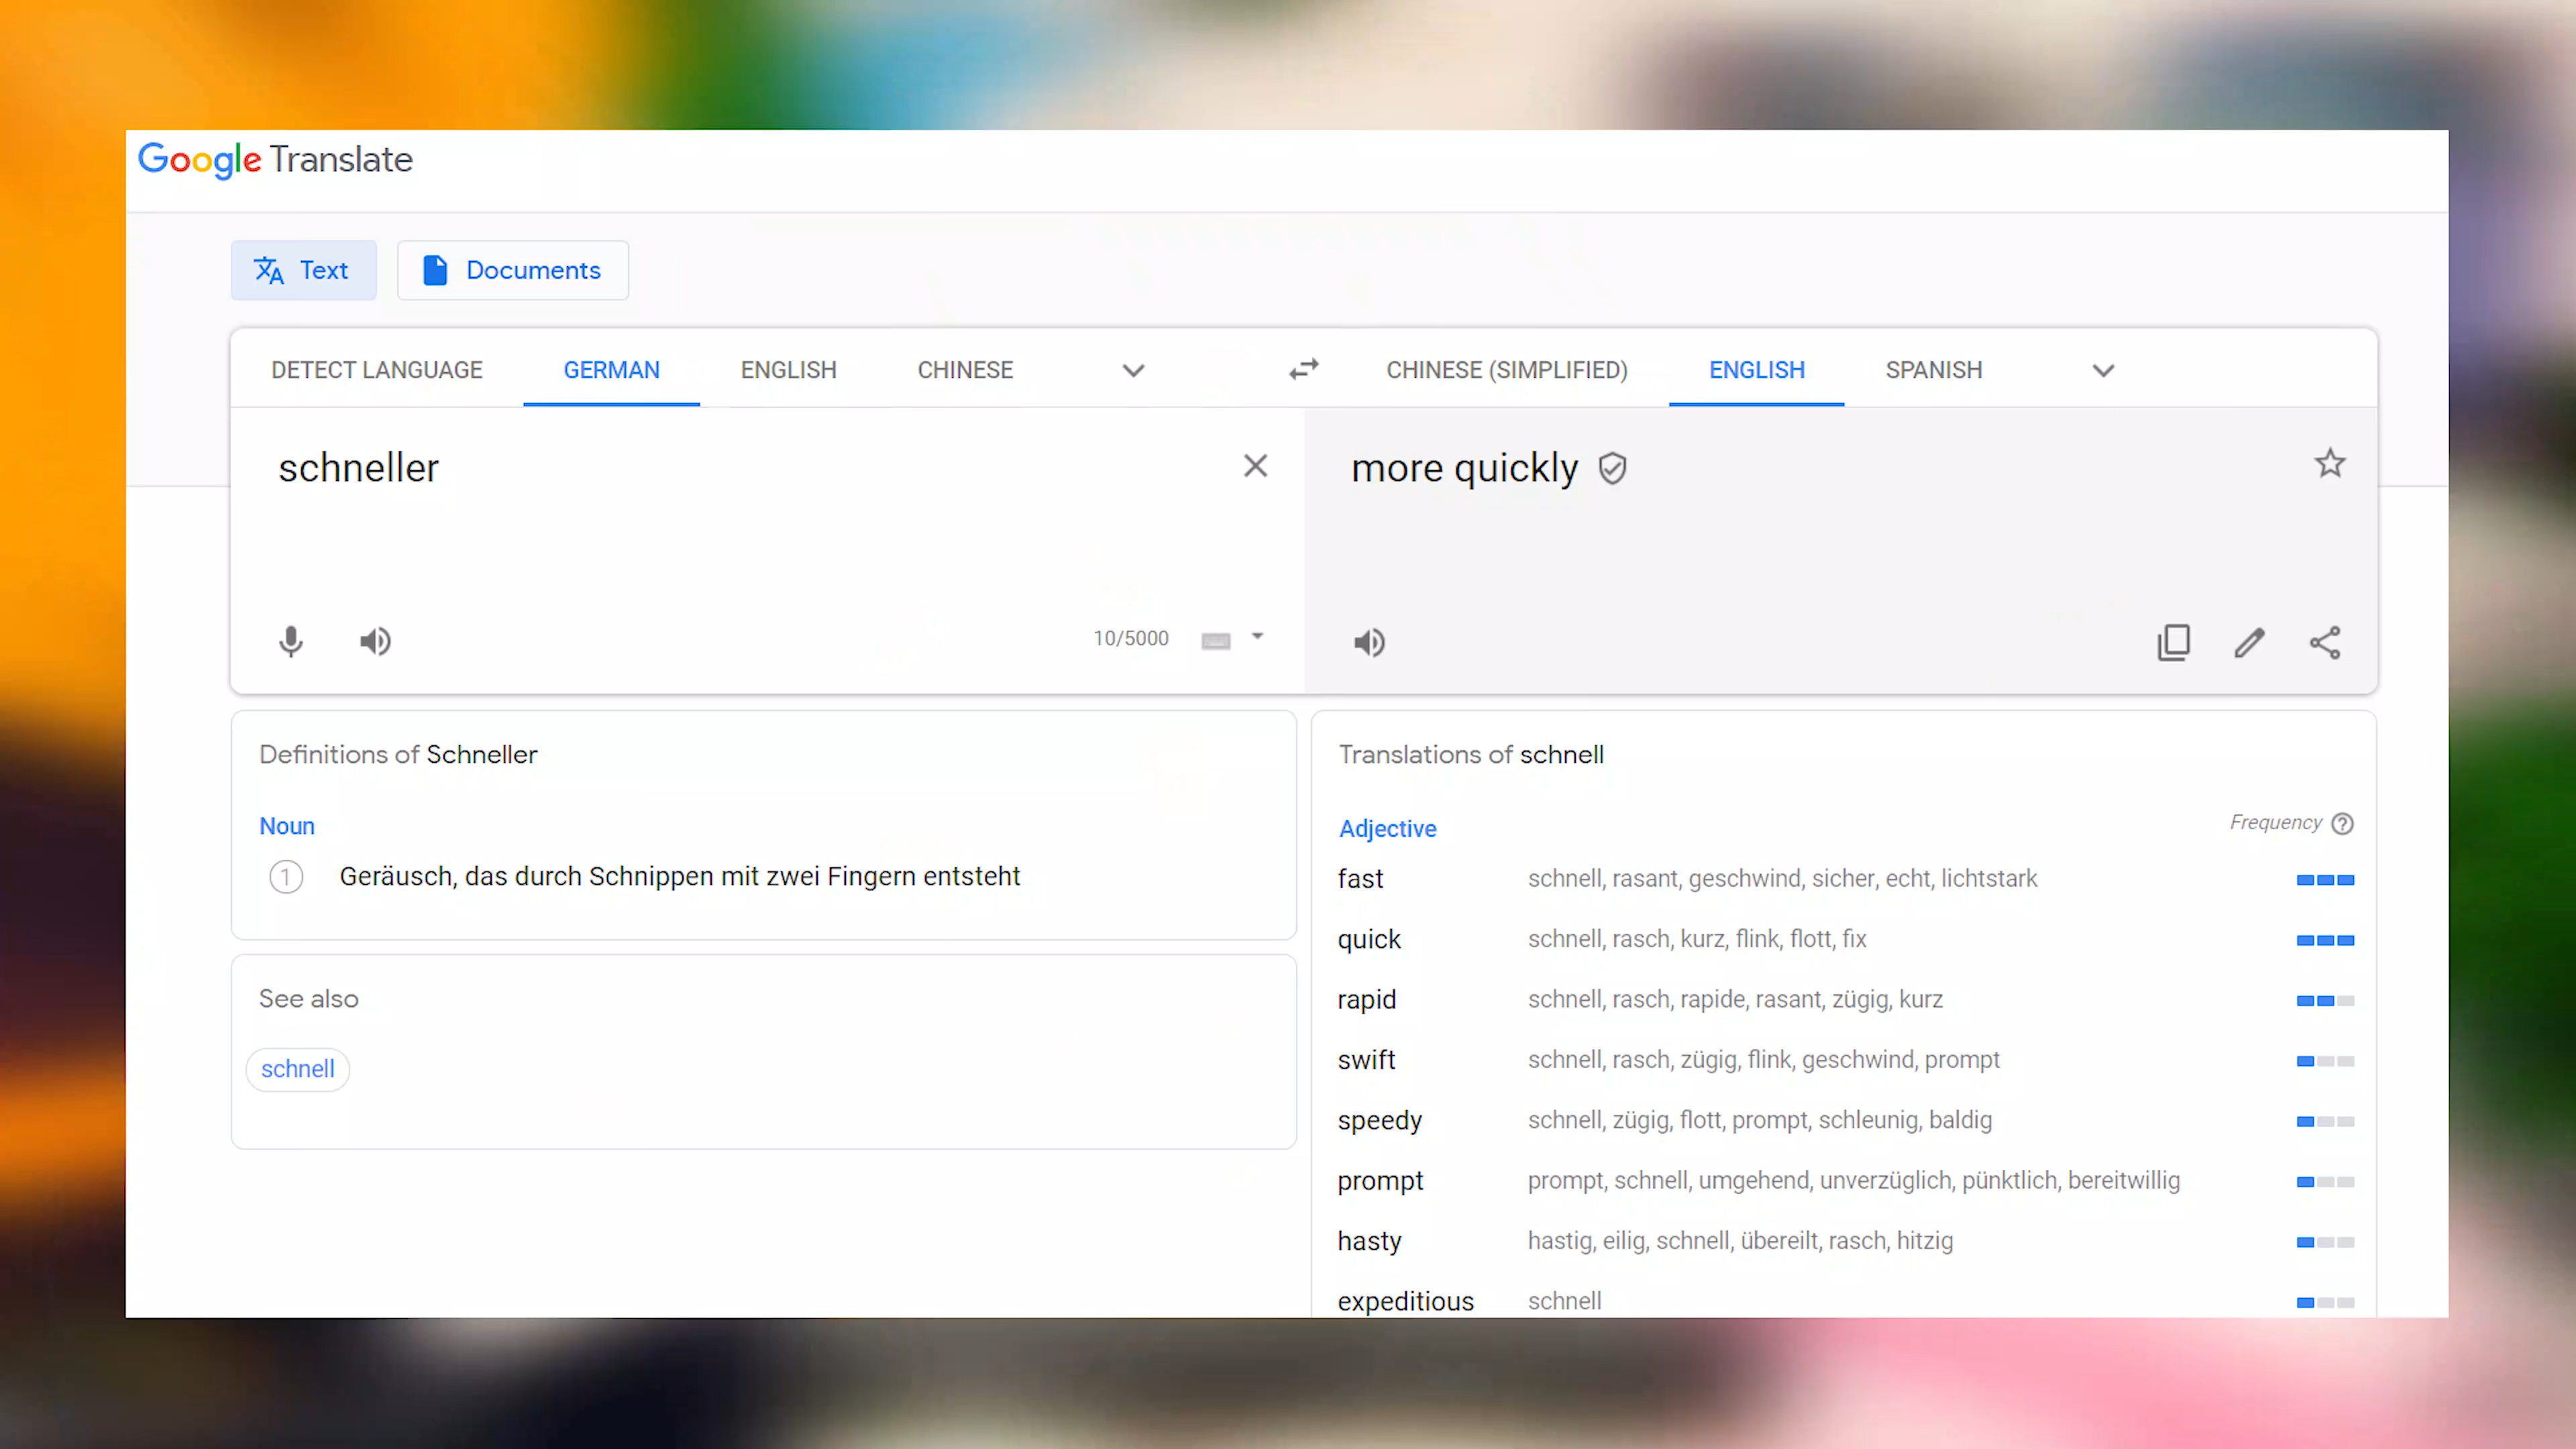 Google Translate
Text
Documents
DETECT LANGUAGE
GERMAN
ENGLISH
CHINESE
CHINESE (SIMPLIFIED)
ENGLISH
SPANISH
schneller
more quickly
10/5000
Definitions of Schneller
Noun
1 Geräusch, das durch Schnippen mit zwei Fingern entsteht
See also
schnell
Translations of schnell
Adjective
Frequency ?
fast schnell, rasant, geschwind, sicher, echt, lichtstark
quick schnell, rasch, kurz, flink, flott, fix
rapid schnell, rasch, rapide, rasant, zügig, kurz
swift schnell, rasch, zügig, flink, geschwind, prompt
speedy schnell, zügig, flott, prompt, schleunig, baldig
prompt prompt, schnell, umgehend, unverzüglich, pünktlich, bereitwillig
hasty hastig, eilig, schnell, übereilt, rasch, hitzig
expeditious schnell